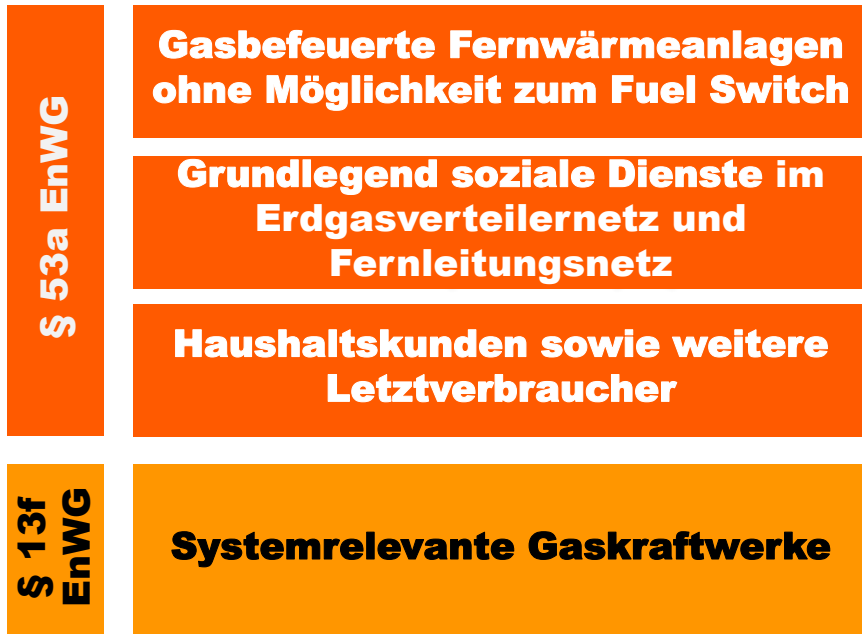 § 53a EnWG
Gasbefeuerte Fernwärmeanlagen
ohne Möglichkeit zum Fuel Switch
Grundlegend soziale Dienste im
Erdgasverteilernetz und
Fernleitungsnetz
Haushaltskunden sowie weitere
Letztverbraucher
§ 13f
EnWG
Systemrelevante Gaskraftwerke